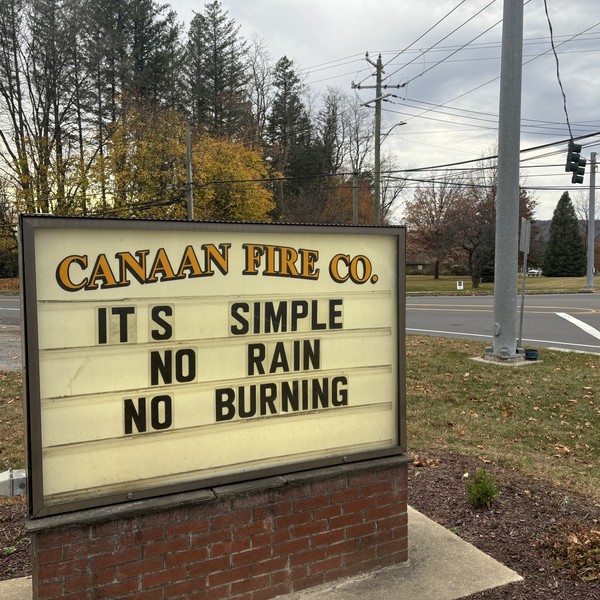 CANAAN FIRE CO.
ITS SIMPLE
NO RAIN
NO BURNING